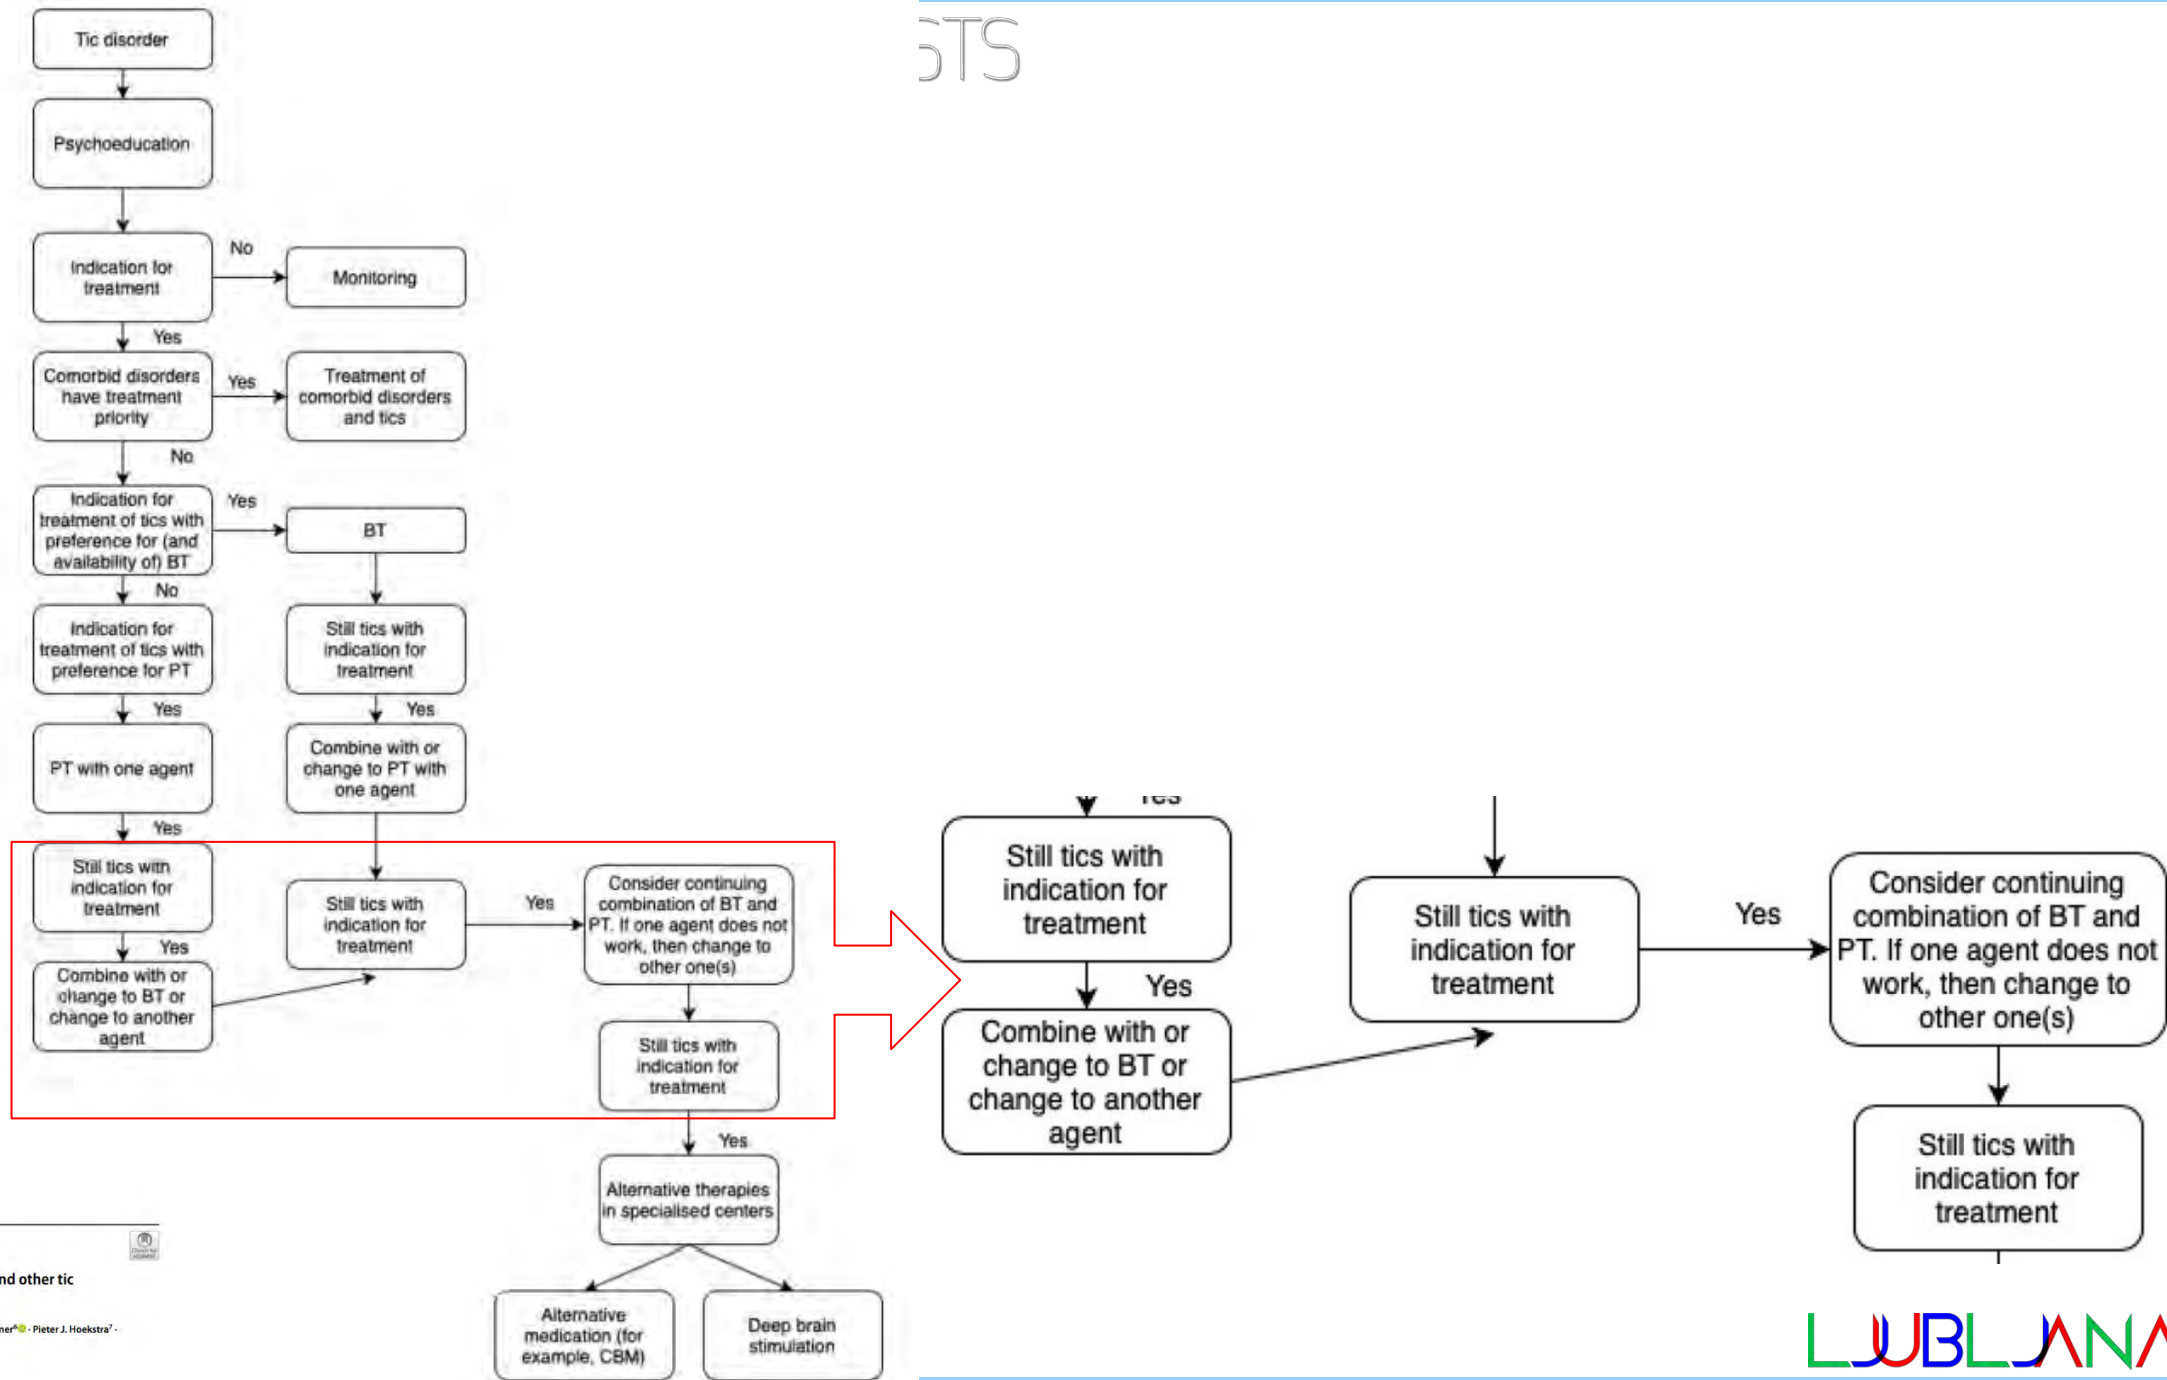 Tic disorder
Psychoeducation
Indication for
treatment
No
Monitoring
Yes
Comorbid disorders
have treatment
priority
Yes
Treatment of
comorbid disorders
and tics
No
Indication for
treatment of tics with
preference for (and
availability of) BT
Yes
BT
No
Indication for
treatment of tics with
preference for PT
Still tics with
indication for
treatment
Yes
Yes
PT with one agent
Combine with or
change to PT with
one agent
Yes
Still tics with
indication for
treatment
Yes
Combine with or
change to BT or
change to another
agent
Still tics with
indication for
treatment
Yes
Consider continuing
combination of BT and
PT. If one agent does not
work, then change to
other one(s)
Still tics with
indication for
treatment
Yes
Alternative therapies
in specialised centers
Alternative
medication (for
example, CBM)
Deep brain
stimulation
nd other tic
ner⁶ · Pieter J. Hoekstra⁷ ·
STS
Yes
Still tics with
indication for
treatment
Yes
Combine with or
change to BT or
change to another
agent
Still tics with
indication for
treatment
Yes
Consider continuing
combination of BT and
PT. If one agent does not
work, then change to
other one(s)
Still tics with
indication for
treatment
LJUBLJANA